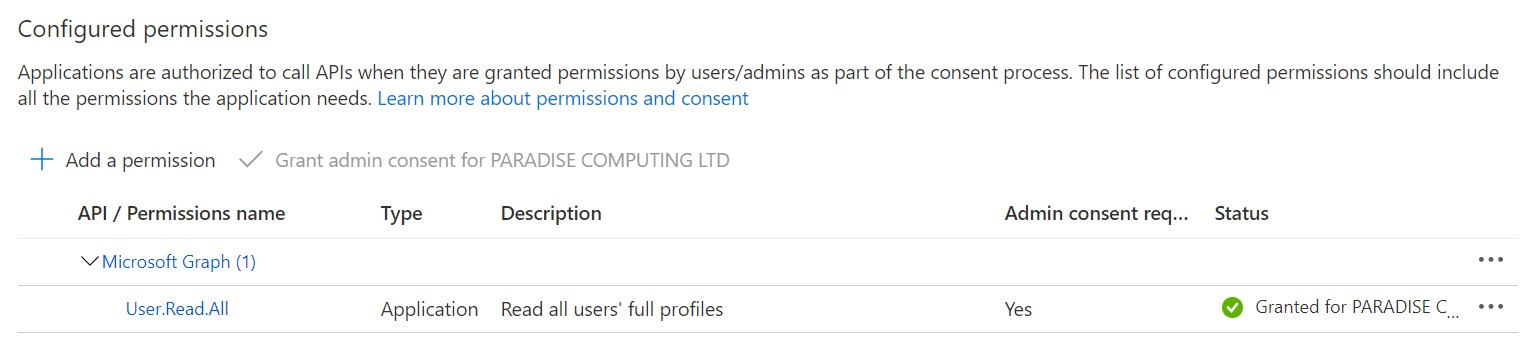 Configured permissions
Applications are authorized to call APIs when they are granted permissions by users/admins as part of the consent process. The list of configured permissions should include
all the permissions the application needs. Learn more about permissions and consent
Add a permission Grant admin consent for PARADISE COMPUTING LTD
API / Permissions name Type Description Admin consent req... Status
Microsoft Graph (1)
User.Read.All Application Read all users' full profiles Yes Granted for PARADISE C...